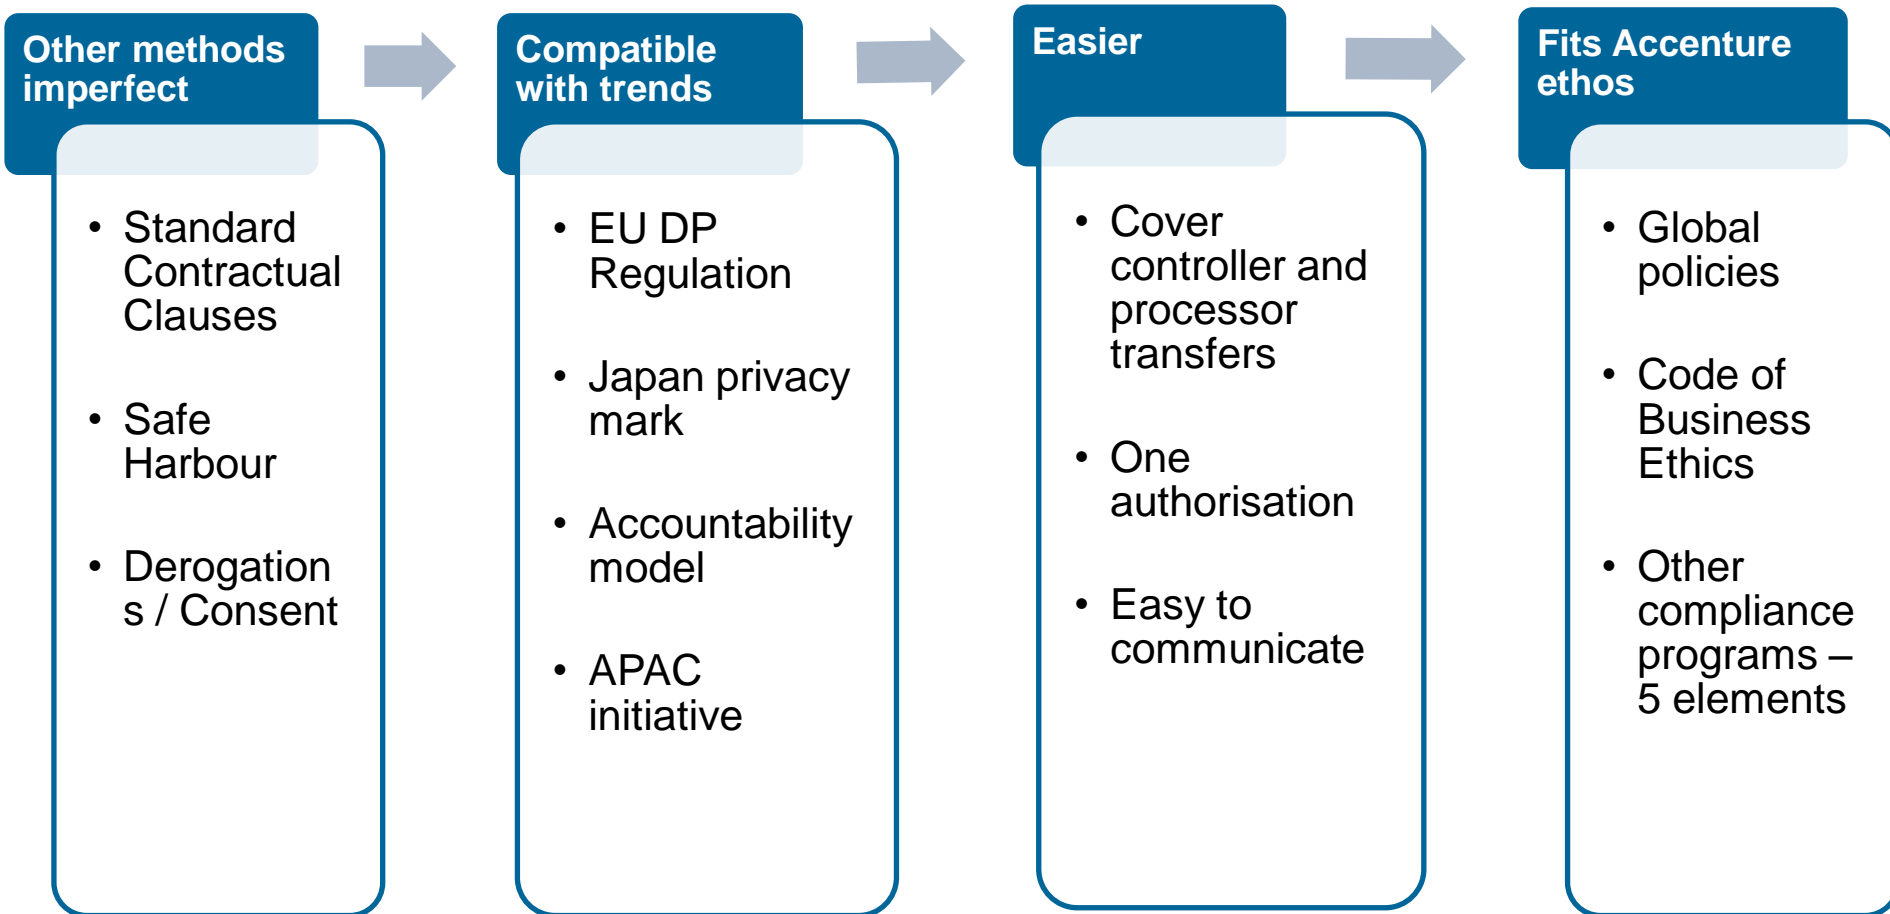 Other methods
imperfect
• Standard
Contractual
Clauses
• Safe
Harbour
• Derogation
s / Consent
Compatible
with trends
• EU DP
Regulation
• Japan privacy
mark
• Accountability
model
• APAC
initiative
Easier
• Cover
controller and
processor
transfers
• One
authorisation
• Easy to
communicate
Fits Accenture
ethos
• Global
policies
• Code of
Business
Ethics
• Other
compliance
programs –
5 elements